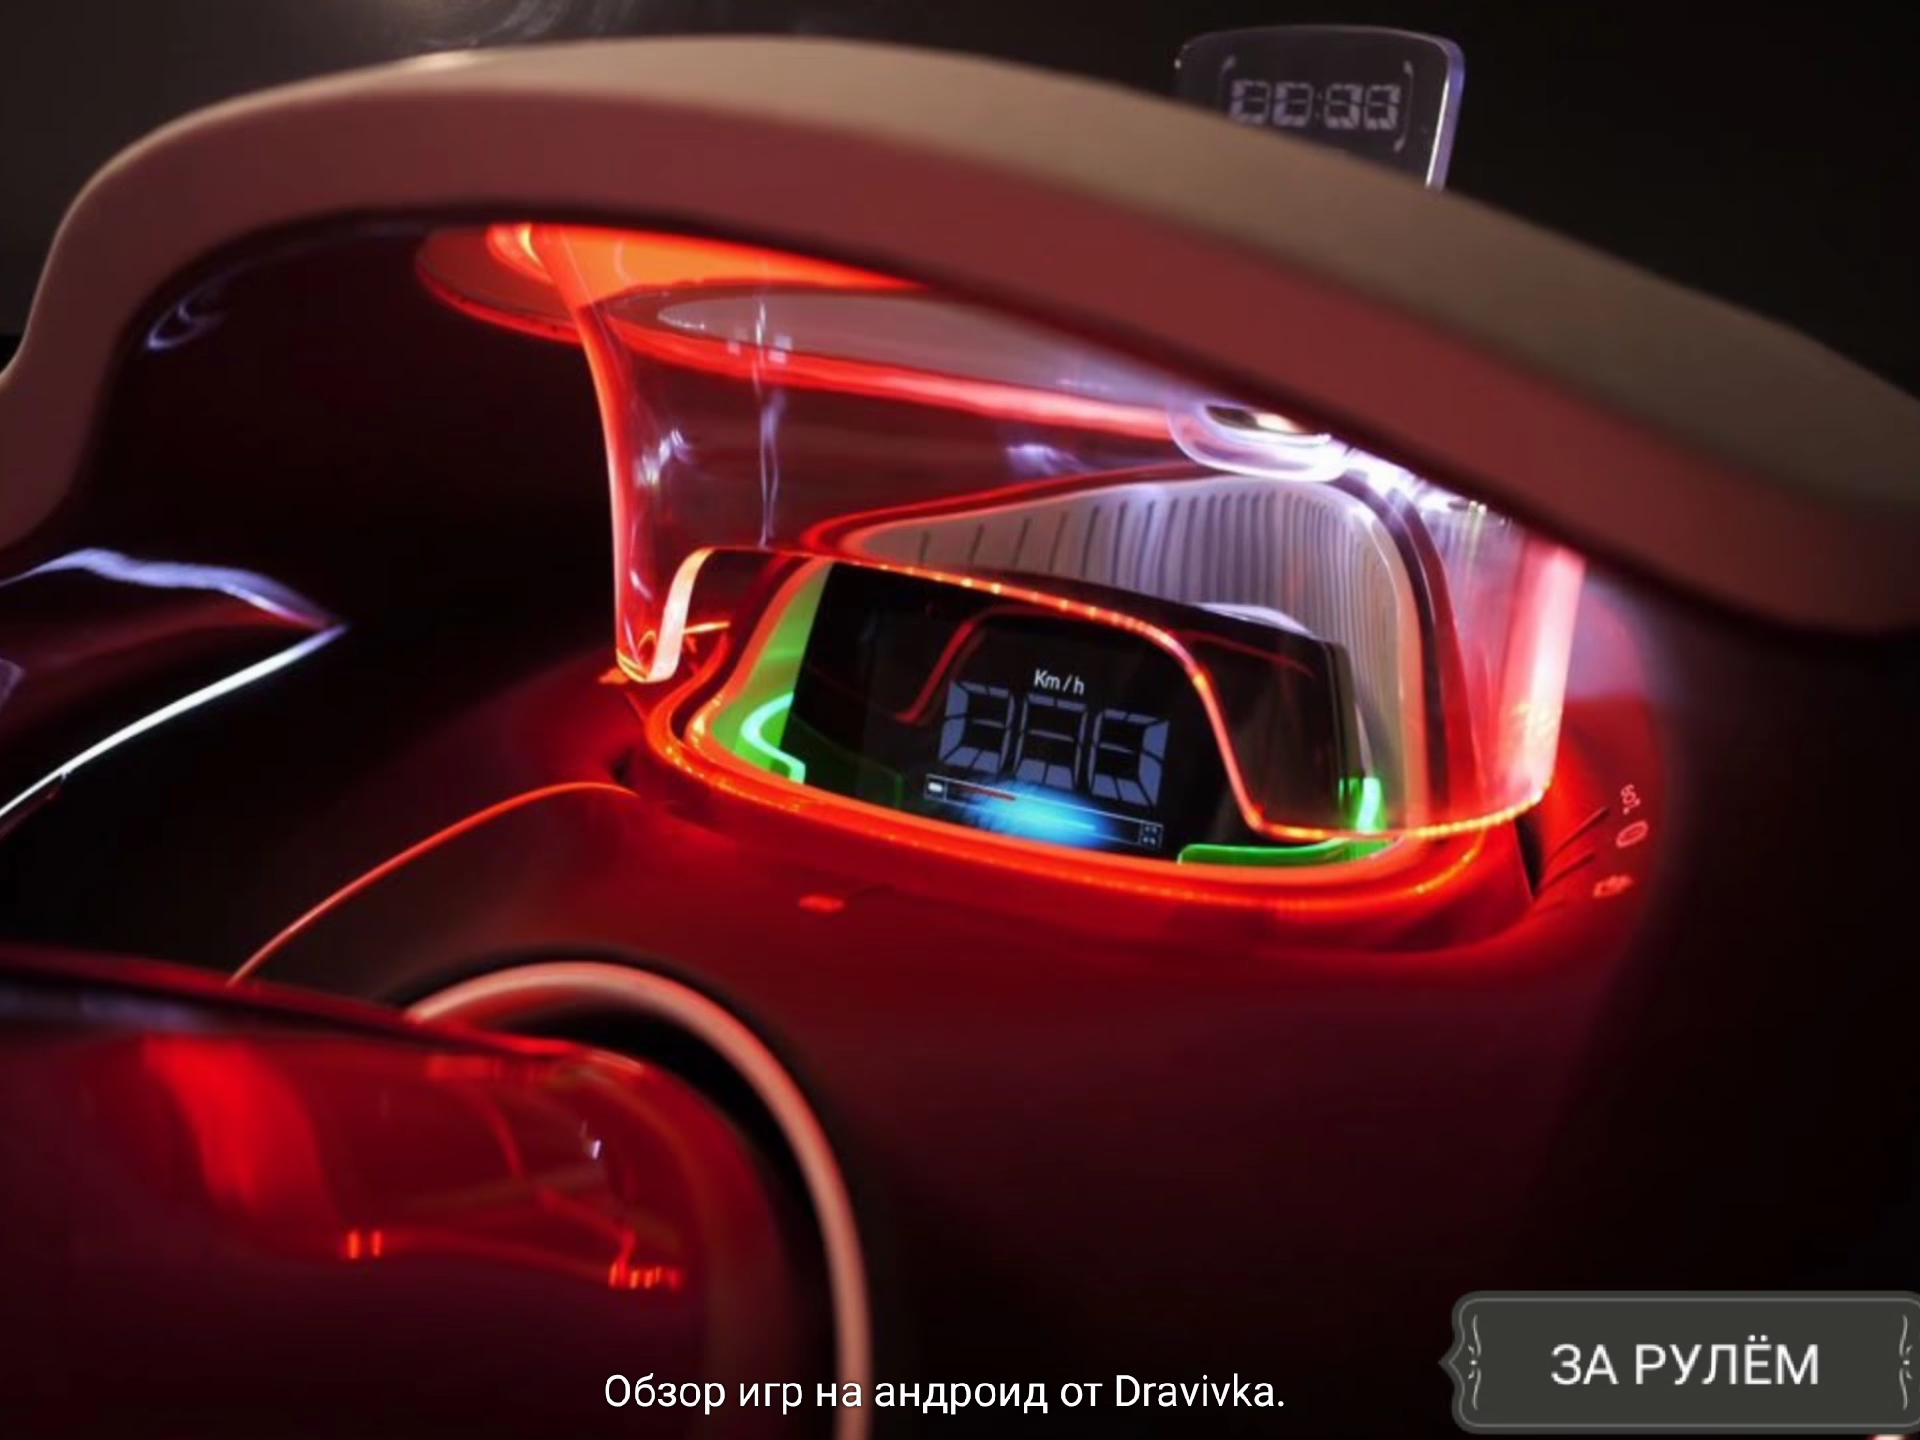 Km/h
Обзор игр на андроид от Dravivka.
ЗА РУЛЁМ